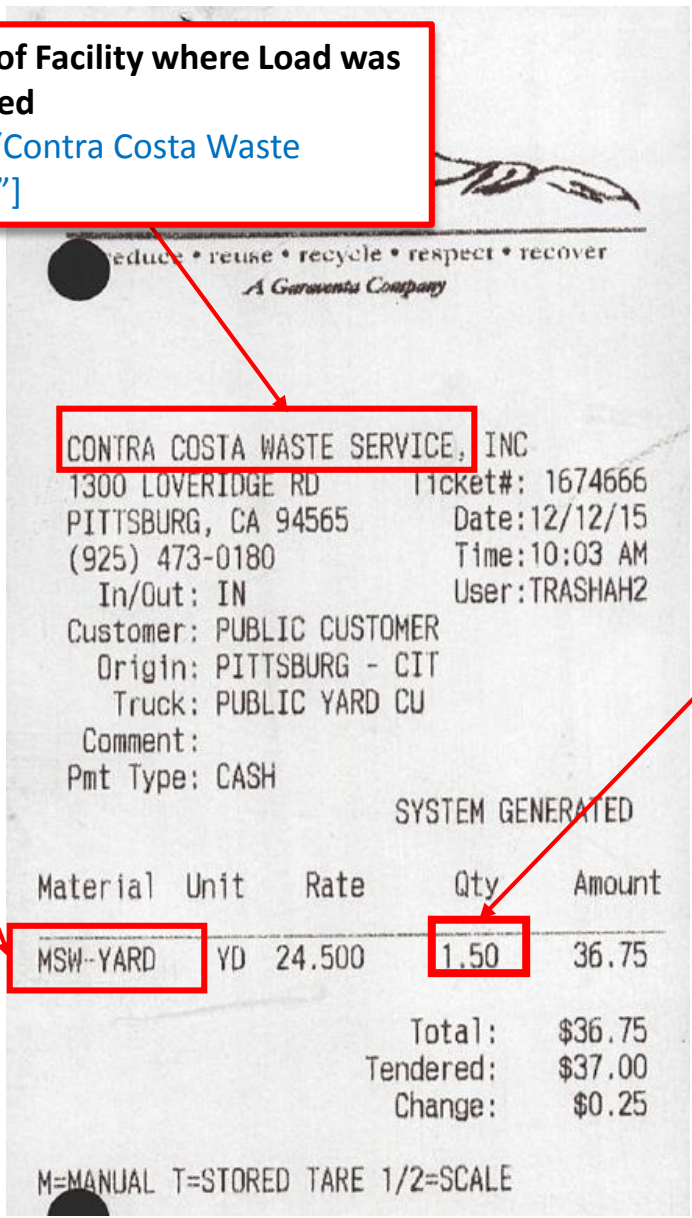 of Facility where Load was
ed
"Contra Costa Waste
"]
reduce • reuse • recycle • respect • recover
A Garaventa Company
CONTRA COSTA WASTE SERVICE, INC
1300 LOVERIDGE RD Ticket#: 1674666
PITTSBURG, CA 94565 Date:12/12/15
(925) 473-0180 Time:10:03 AM
In/Out: IN User:TRASHAH2
Customer: PUBLIC CUSTOMER
Origin: PITTSBURG - CIT
Truck: PUBLIC YARD CU
Comment:
Pmt Type: CASH
SYSTEM GENERATED
Material Unit Rate Qty Amount
MSW-YARD YD 24.500 1.50 36.75
Total: $36.75
Tendered: $37.00
Change: $0.25
M=MANUAL T=STORED TARE 1/2=SCALE